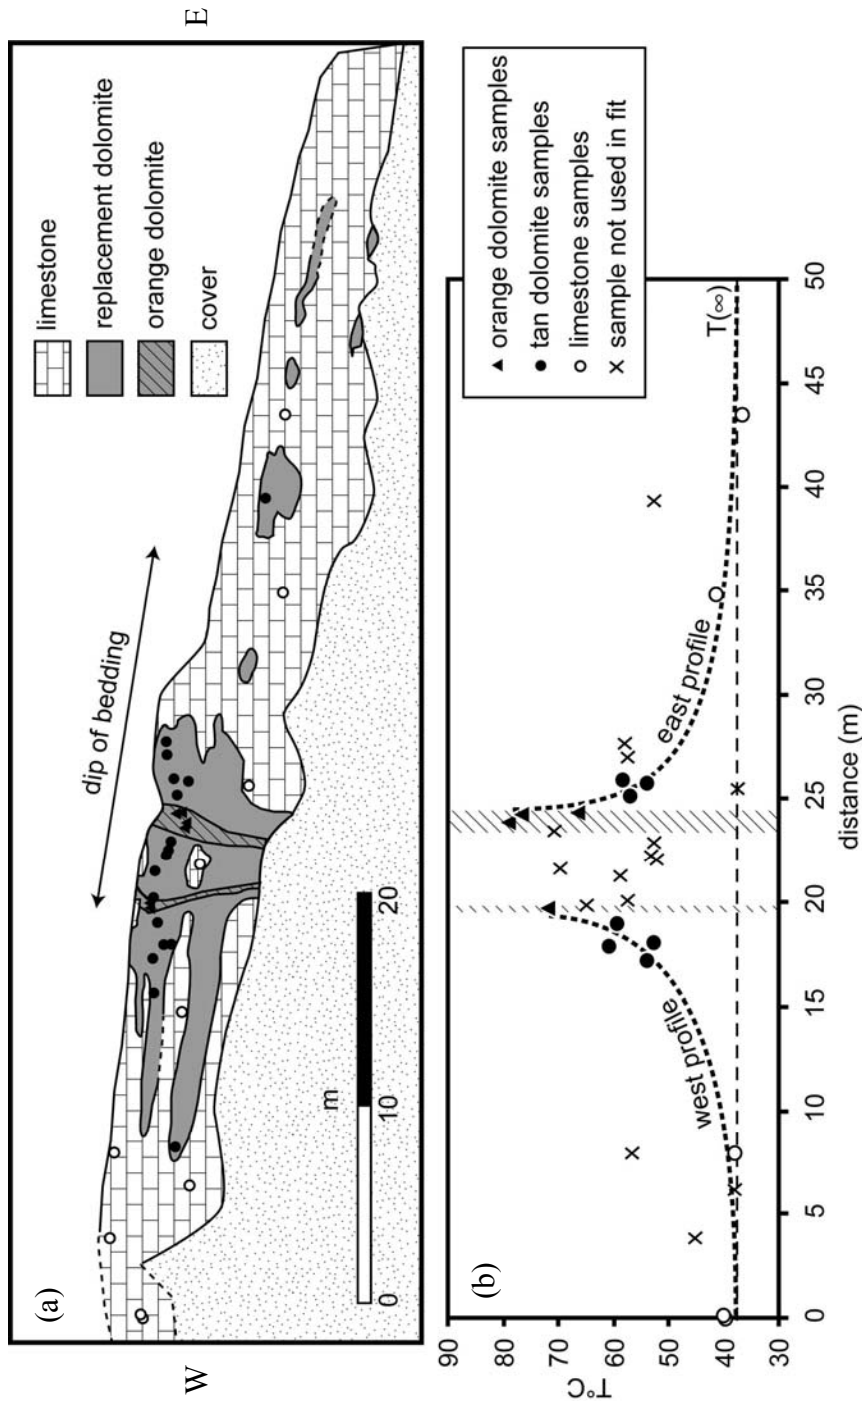 (a)
W
E
limestone
replacement dolomite
orange dolomite
cover
dip of bedding
m
0
10
20
(b)
orange dolomite samples
tan dolomite samples
limestone samples
sample not used in fit
T°C
90
80
70
60
50
40
30
west profile
east profile
T(∞)
0
5
10
15
20
25
30
35
40
45
50
distance (m)